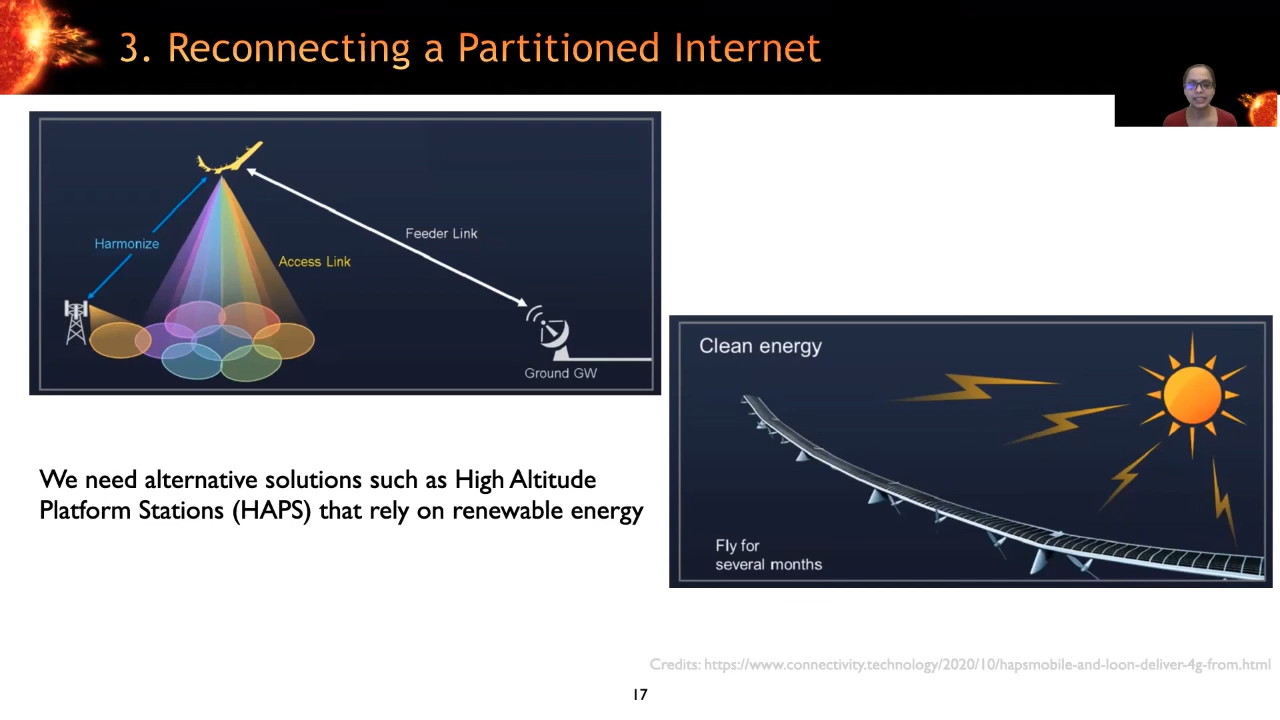 3. Reconnecting a Partitioned Internet
Harmonize
Access Link
Feeder Link
Ground GW
We need alternative solutions such as High Altitude
Platform Stations (HAPS) that rely on renewable energy
Clean energy
Fly for
several months
Credits: https://www.connectivity.technology/2020/10/hapsmobile-and-loon-deliver-4g-from.html
17